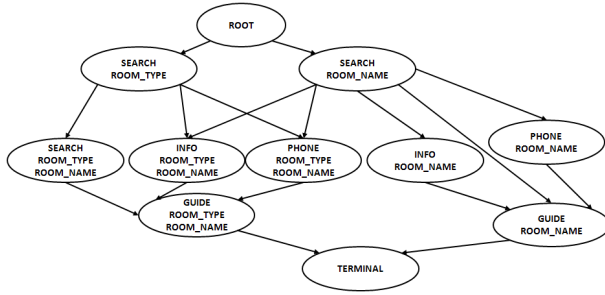 ROOT
SEARCH
ROOM_TYPE
SEARCH
ROOM_NAME
SEARCH
ROOM_TYPE
ROOM_NAME
INFO
ROOM_TYPE
ROOM_NAME
PHONE
ROOM_TYPE
ROOM_NAME
INFO
ROOM_NAME
PHONE
ROOM_NAME
GUIDE
ROOM_TYPE
ROOM_NAME
GUIDE
ROOM_NAME
TERMINAL